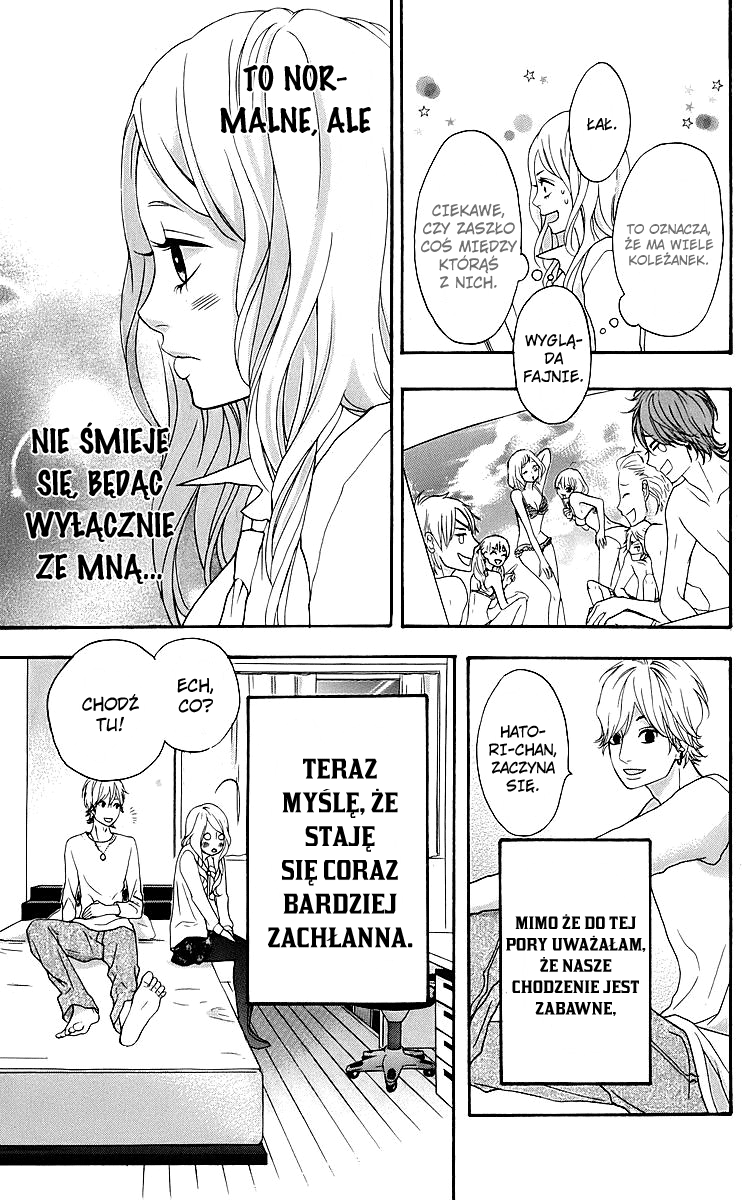 ŁAŁ.
TO OZNACZA,
ŻE MA WIELE
KOLEŻANEK.
CIEKAWE,
CZY ZASZŁO
COŚ MIĘDZY
KTÓRĄŚ
Z NICH.
WYGLĄ-
DA
FAJNIE.
TO NOR-
MALNE, ALE
NIE ŚMIEJE
SIĘ, BĘDĄC
WYŁĄCZNIE
ZE MNĄ...
HATO-
RI-CHAN,
ZACZYNA
SIĘ.
MIMO ŻE DO TEJ
PORY UWAŻAŁAM,
ŻE NASZE
CHODZENIE JEST
ZABAWNE,
TERAZ
MYŚLĘ, ŻE
STAJĘ
SIĘ CORAZ
BARDZIEJ
ZACHŁANNA.
ECH,
CO?
CHODŹ
TU!